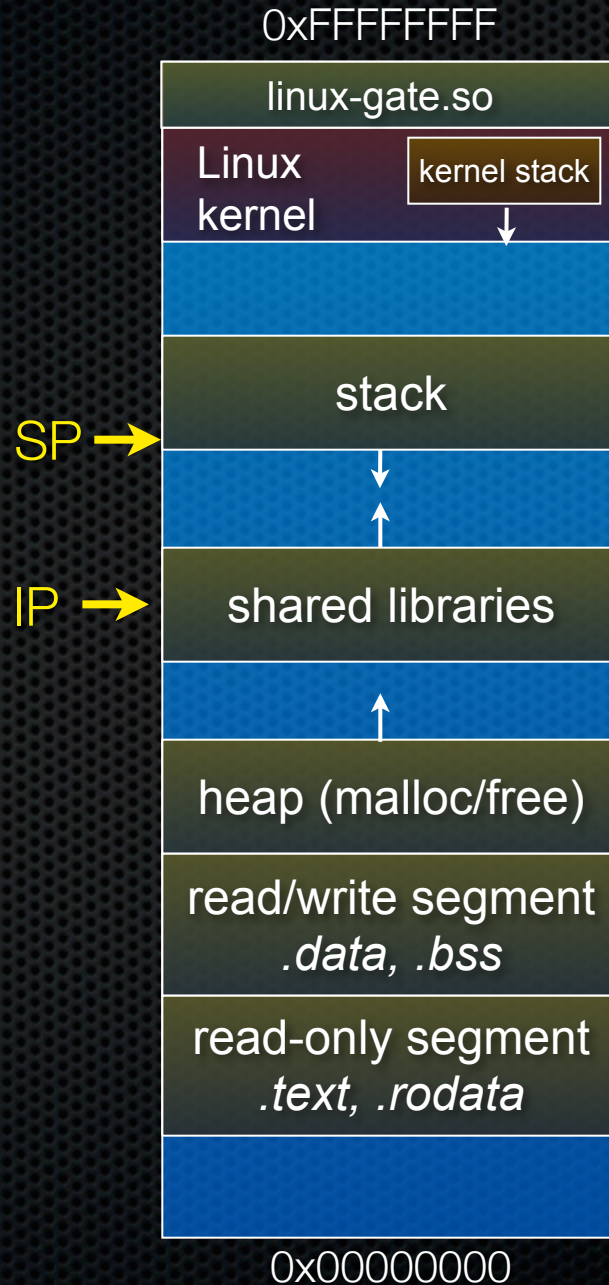 0xFFFFFFFF
linux-gate.so
Linux
kernel
kernel stack
stack
SP
IP
shared libraries
heap (malloc/free)
read/write segment
.data, .bss
read-only segment
.text, .rodata
0x00000000